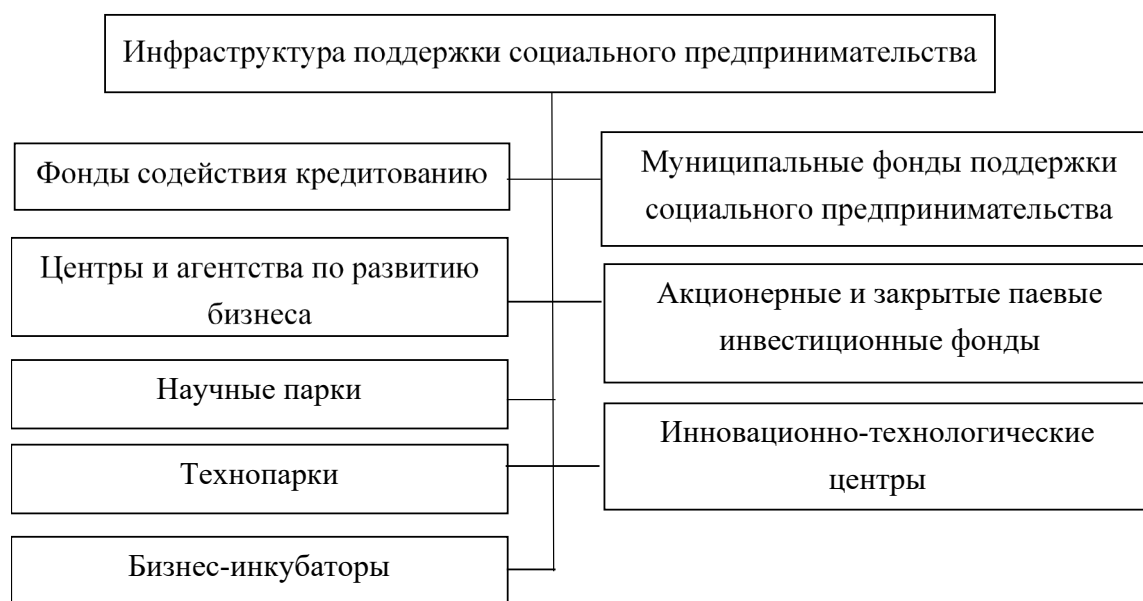 Инфраструктура поддержки социального предпринимательства
Фонды содействия кредитованию
Муниципальные фонды поддержки
социального предпринимательства
Центры и агентства по развитию
бизнеса
Акционерные и закрытые паевые
инвестиционные фонды
Научные парки
Инновационно-технологические
центры
Технопарки
Бизнес-инкубаторы